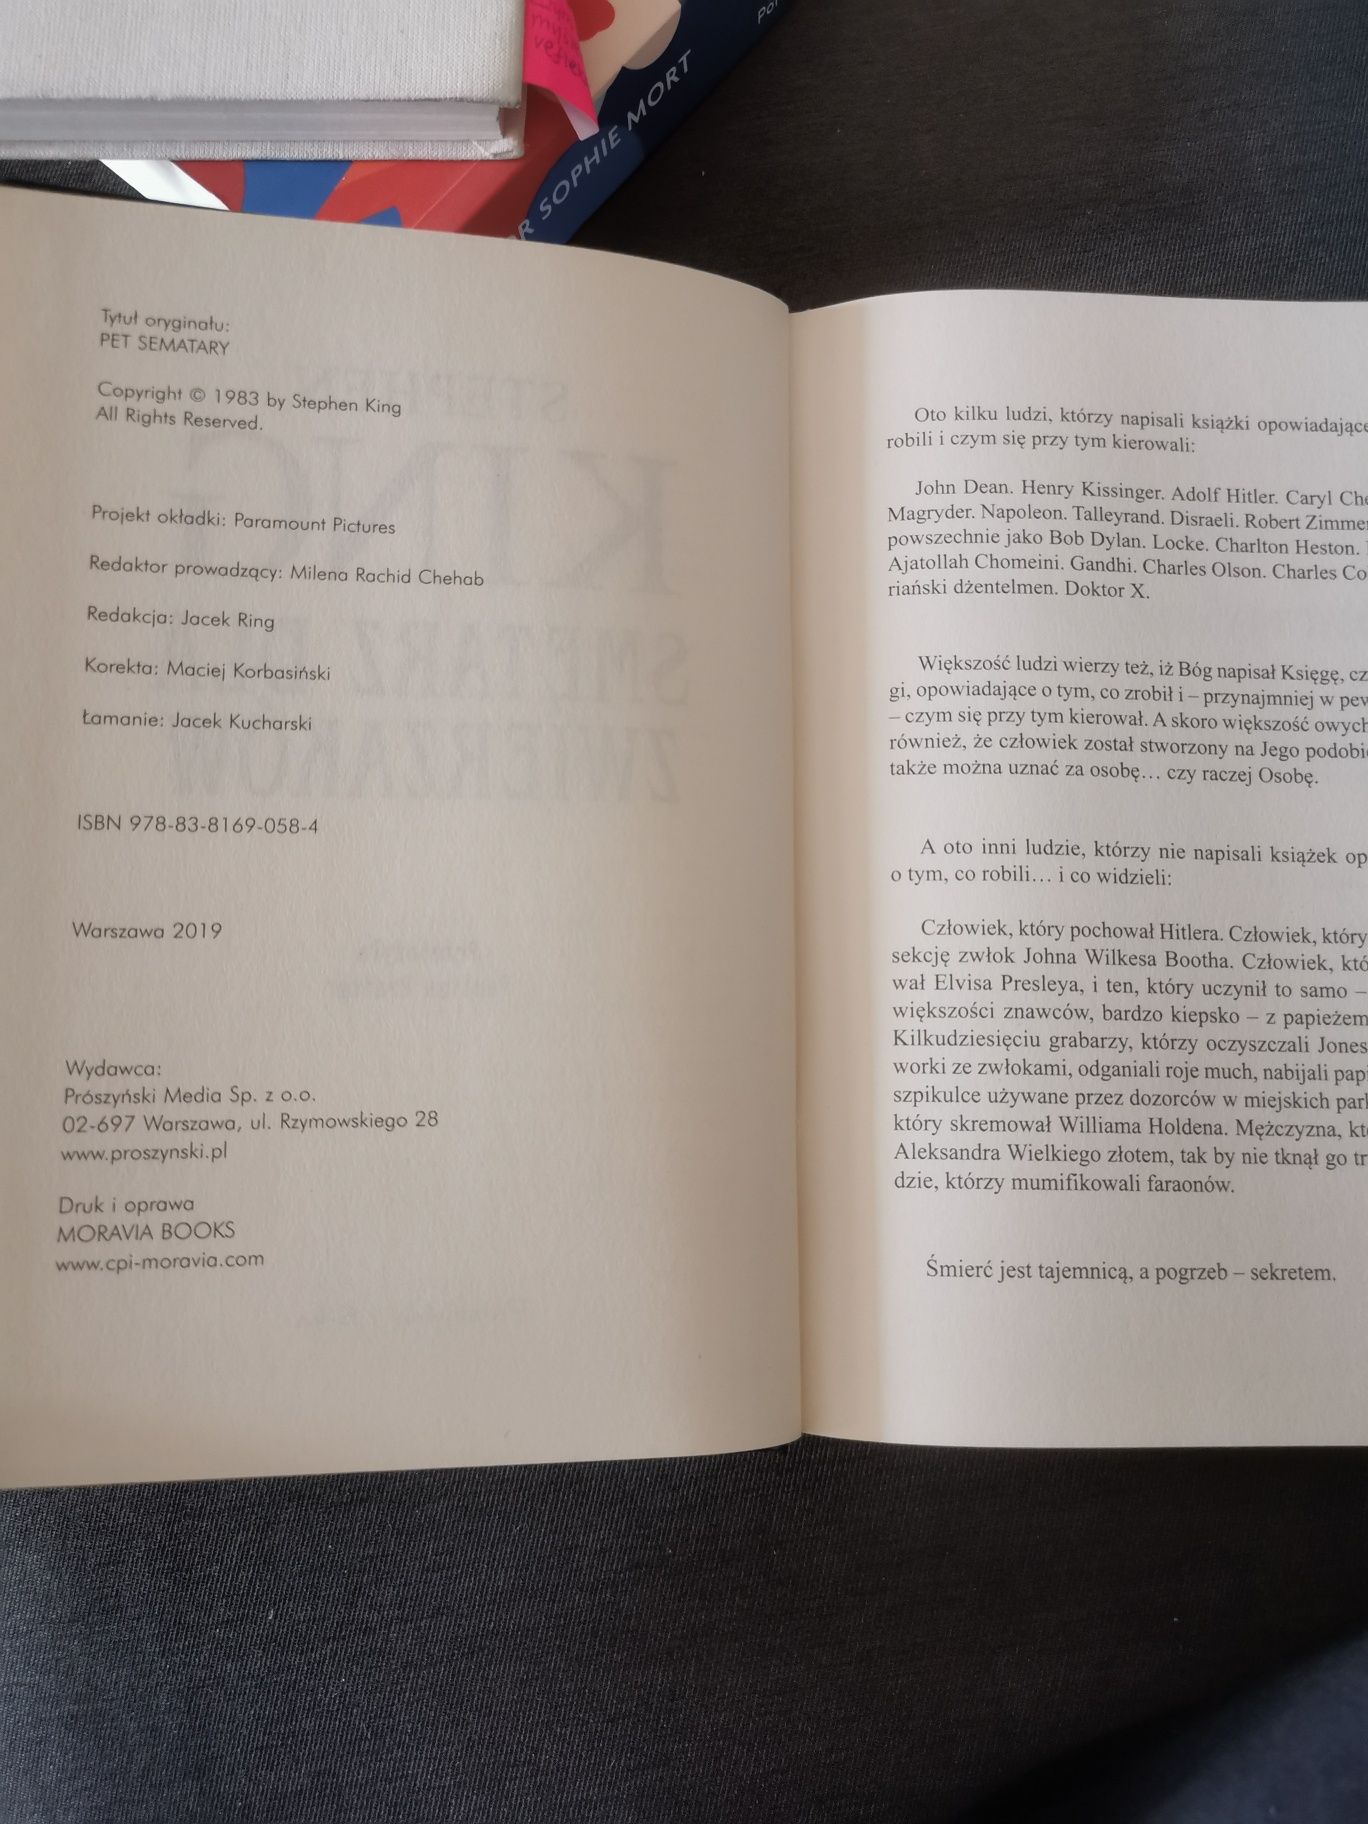 DR SOPHIE MORT
Tytuł oryginału:
PET SEMATARY
Copyright © 1983 by Stephen King
All Rights Reserved.
Projekt okładki: Paramount Pictures
Redaktor prowadzący: Milena Rachid Chehab
Redakcja: Jacek Ring
Korekta: Maciej Korbasiński
Łamanie: Jacek Kucharski
ISBN 978-83-8169-058-4
Warszawa 2019
Wydawca:
Prószyński Media Sp. z o.o.
02-697 Warszawa, ul. Rzymowskiego 28
www.proszynski.pl
Druk i oprawa
MORAVIA BOOKS
www.cpi-moravia.com
Oto kilku ludzi, którzy napisali książki opowiadające
robili i czym się przy tym kierowali:
John Dean. Henry Kissinger. Adolf Hitler. Caryl
Magryder. Napoleon. Talleyrand. Disraeli. Robert
powszechnie jako Bob Dylan. Locke. Charlton Heston.
Ajatollah Chomeini. Gandhi. Charles Olson. Charles
riański dżentelmen. Doktor X.
Większość ludzi wierzy też, iż Bóg napisał Księgę,
gi, opowiadające o tym, co zrobił i – przynajmniej w
– czym się przy tym kierował. A skoro większość owych
również, że człowiek został stworzony na Jego
także można uznać za osobę… czy raczej Osobę.
A oto inni ludzie, którzy nie napisali książek
o tym, co robili… i co widzieli:
Człowiek, który pochował Hitlera. Człowiek, który
sekcję zwłok Johna Wilkesa Bootha. Człowiek,
wał Elvisa Presleya, i ten, który uczynił to samo –
większości znawców, bardzo kiepsko – z papieżem
Kilkudziesięciu grabarzy, którzy oczyszczali
worki ze zwłokami, odganiali roje much, nabijali
szpikulce używane przez dozorców w miejskich
który skremował Williama Holdena. Mężczyzna,
Aleksandra Wielkiego złotem, tak by nie tknął go
dzie, którzy mumifikowali faraonów.
Śmierć jest tajemnicą, a pogrzeb – sekretem.